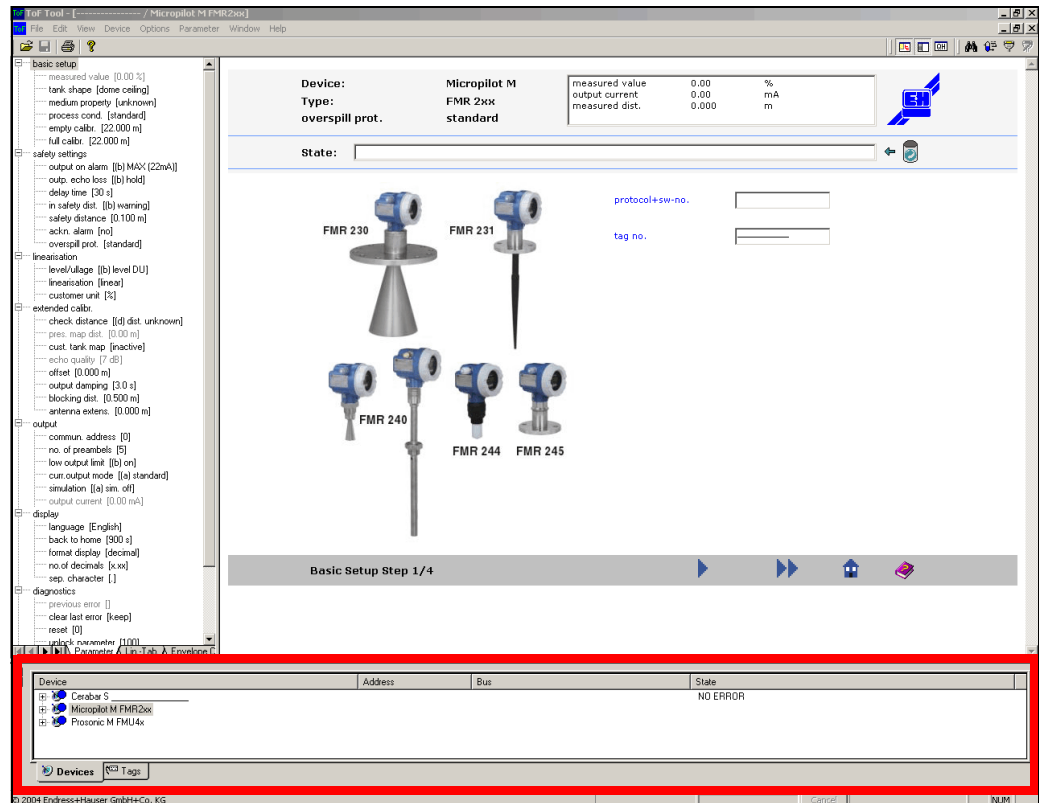 ToF Tool - [---------------- / Micropilot M FMR2xx]
File Edit View Device Options Parameter Window Help
basic setup
measured value [0.00 %]
tank shape [dome ceiling]
medium property [unknown]
process cond. [standard]
empty calibr. [22.000 m]
full calibr. [22.000 m]
safety settings
output on alarm [(b) MAX (22mA)]
outp. echo loss [(b) hold]
delay time [30 s]
in safety dist. [(b) warning]
safety distance [0.100 m]
ackn. alarm [no]
overspill prot. [standard]
linearisation
level/ullage [(b) level DU]
linearisation [linear]
customer unit [%]
extended calibr.
check distance [(d) dist. unknown]
pres. map dist. [0.00 m]
cust. tank map [inactive]
echo quality [7 dB]
offset [0.000 m]
output damping [3.0 s]
blocking dist. [0.500 m]
antenna extens. [0.000 m]
output
commun. address [0]
no. of preambels [5]
low output limit [(b) on]
curr.output mode [(a) standard]
simulation [(a) sim. off]
output current [0.00 mA]
display
language [English]
back to home [900 s]
format display [decimal]
no.of decimals [x.xx]
sep. character [.]
diagnostics
previous error []
clear last error [keep]
reset [0]
unlock parameter [100]
Parameter Lin.-Tab. Envelope C
Device: Micropilot M
Type: FMR 2xx
overspill prot. standard
measured value 0.00 %
output current 0.00 mA
measured dist. 0.000 m
EH
State:
FMR 230
FMR 231
FMR 240
FMR 244
FMR 245
protocol+sw-no.
tag no.
Basic Setup Step 1/4
Device Address Bus State
Cerabar S ______________ NO ERROR
Micropilot M FMR2xx
Prosonic M FMU4x
Devices Tags
© 2004 Endress+Hauser GmbH+Co. KG Cancel NUM